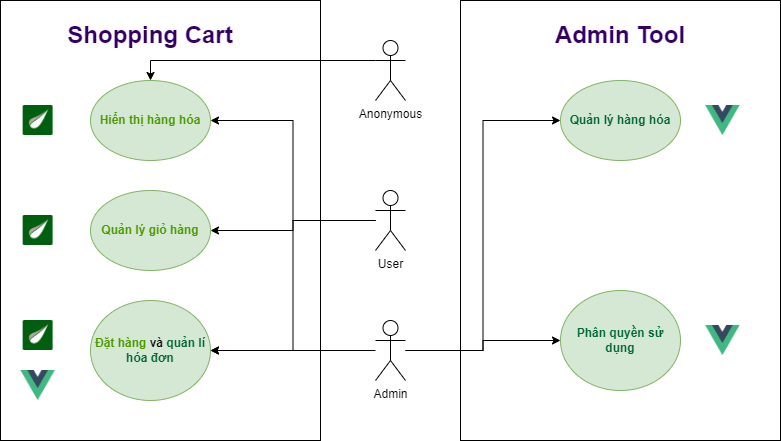 Shopping Cart
Hiển thị hàng hóa
Quản lý giỏ hàng
Đặt hàng và quản lí
hóa đơn
Anonymous
User
Admin
Admin Tool
Quản lý hàng hóa
Phân quyền sử
dụng